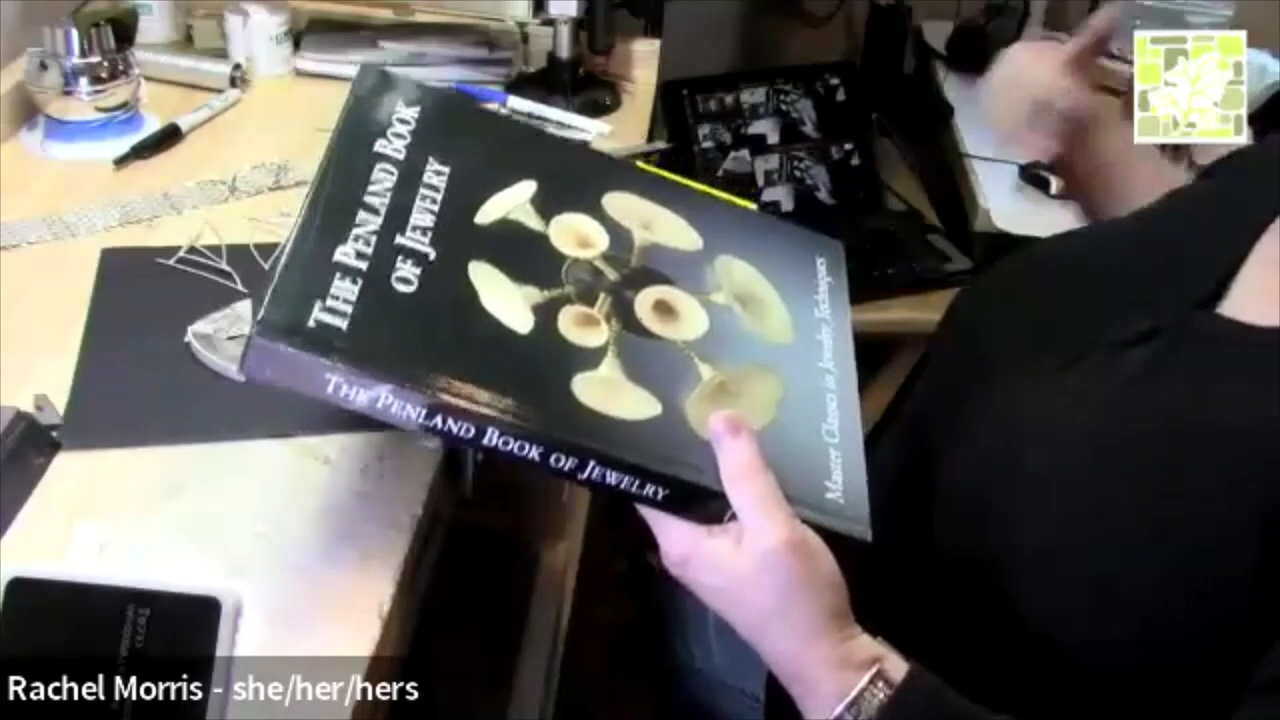 THE PENLAND BOOK
OF JEWELRY
Master Classes in Jewelry Techniques
THE PENLAND BOOK OF JEWELRY
Rachel Morris - she/her/hers